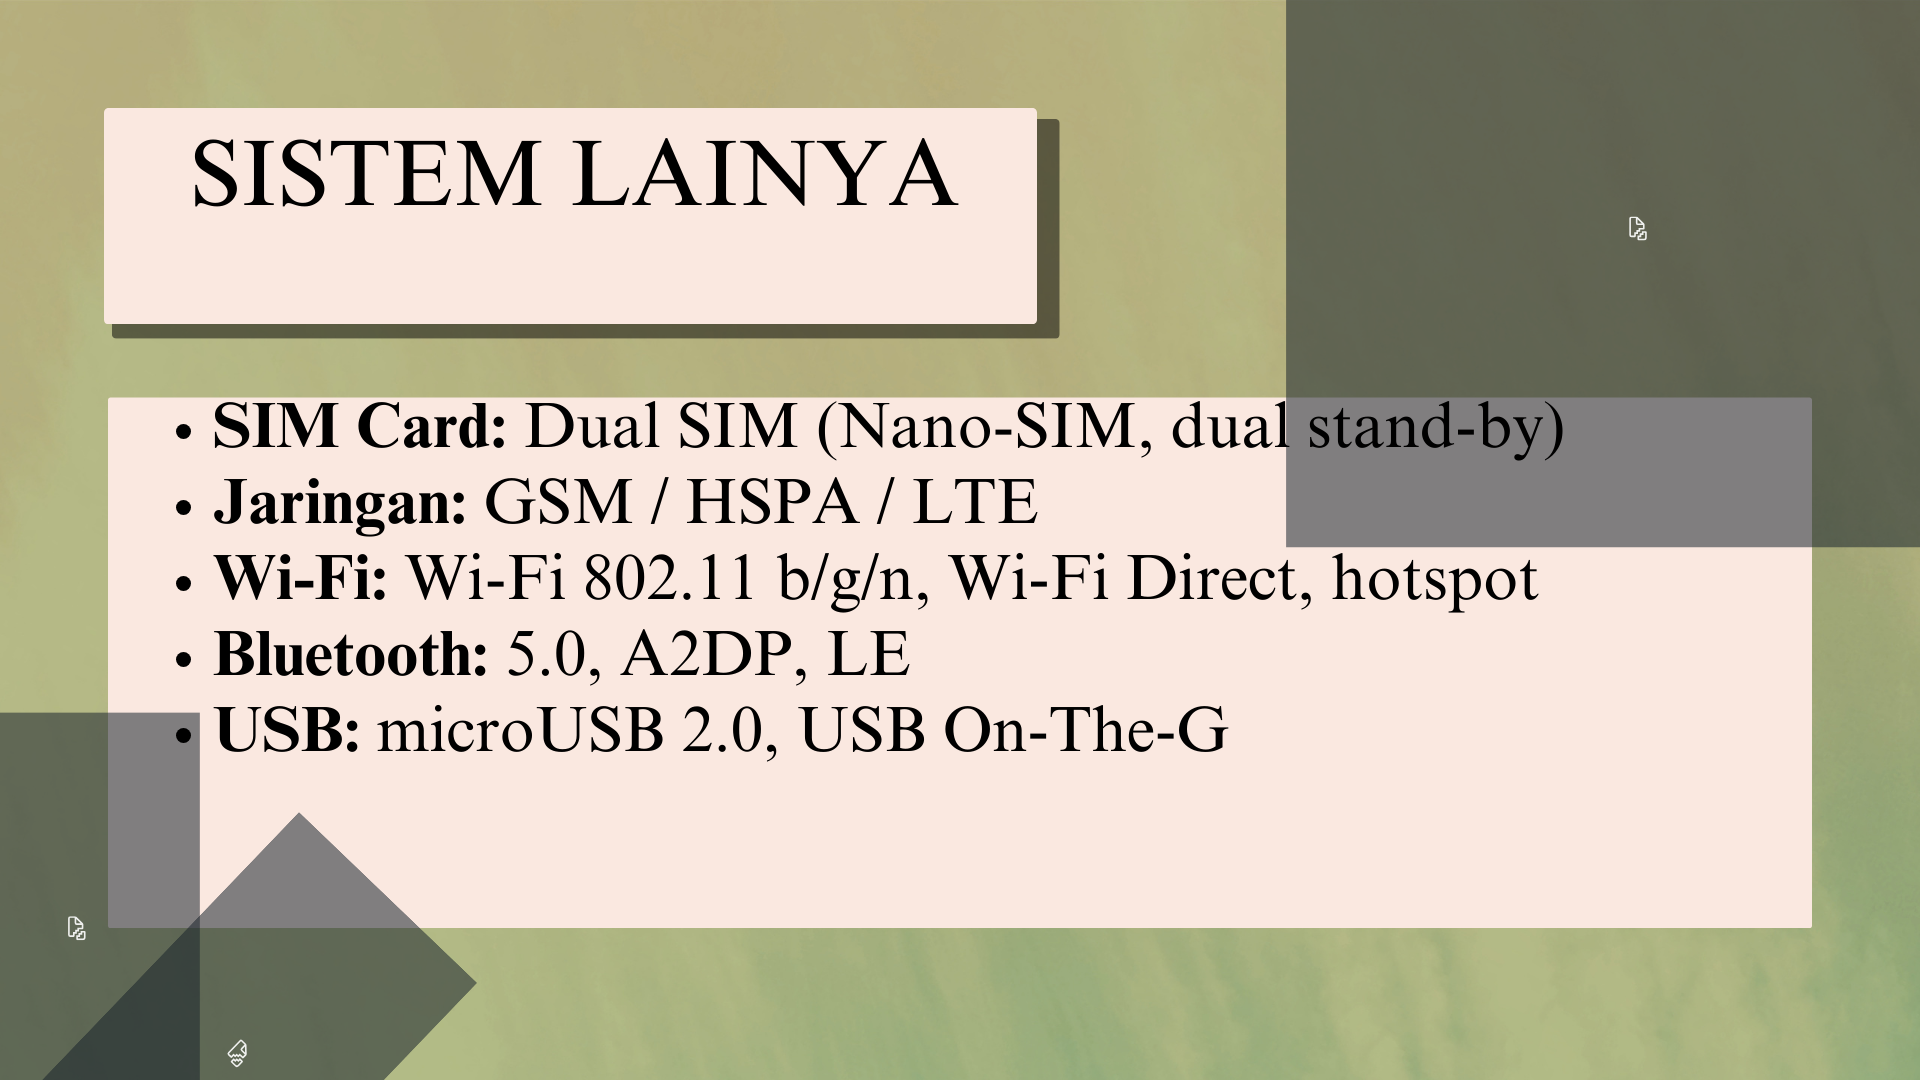 SISTEM LAINYA
• SIM Card: Dual SIM (Nano-SIM, dual stand-by)
• Jaringan: GSM / HSPA / LTE
• Wi-Fi: Wi-Fi 802.11 b/g/n, Wi-Fi Direct, hotspot
• Bluetooth: 5.0, A2DP, LE
• USB: microUSB 2.0, USB On-The-G